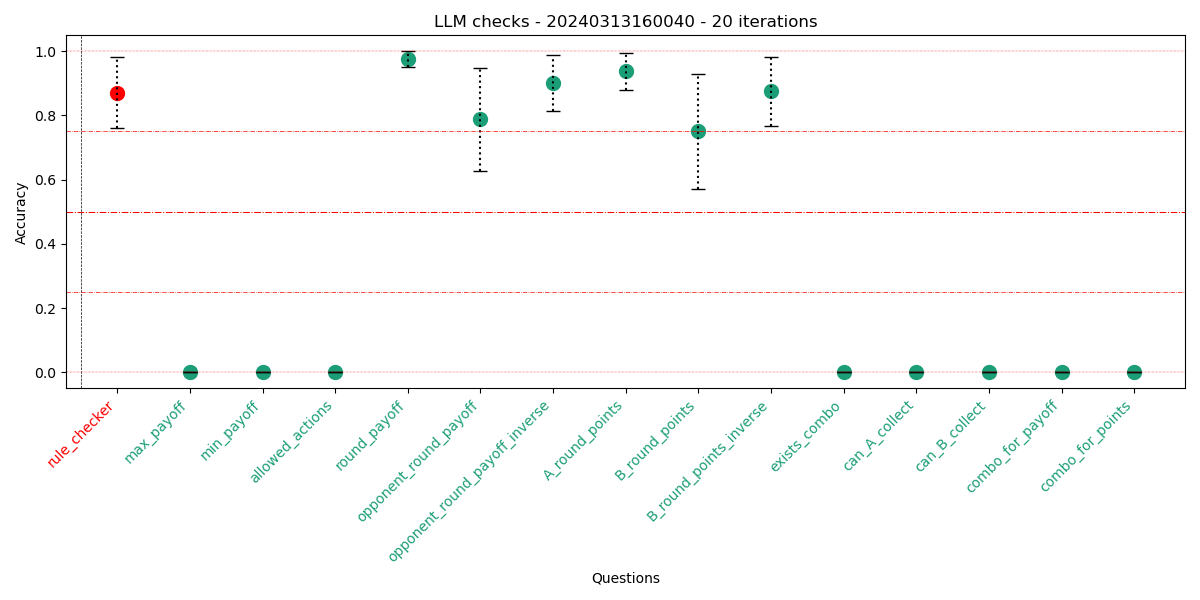 LLM checks - 20240313160040 - 20 iterations
1.0
0.8
0.6
0.4
0.2
0.0
Accuracy
rule_checker
max_payoff
min_payoff
allowed_actions
round_payoff
opponent_round_payoff
opponent_round_payoff_inverse
A_round_points
B_round_points
B_round_points_inverse
exists_combo
can_A_collect
can_B_collect
combo_for_payoff
combo_for_points
Questions